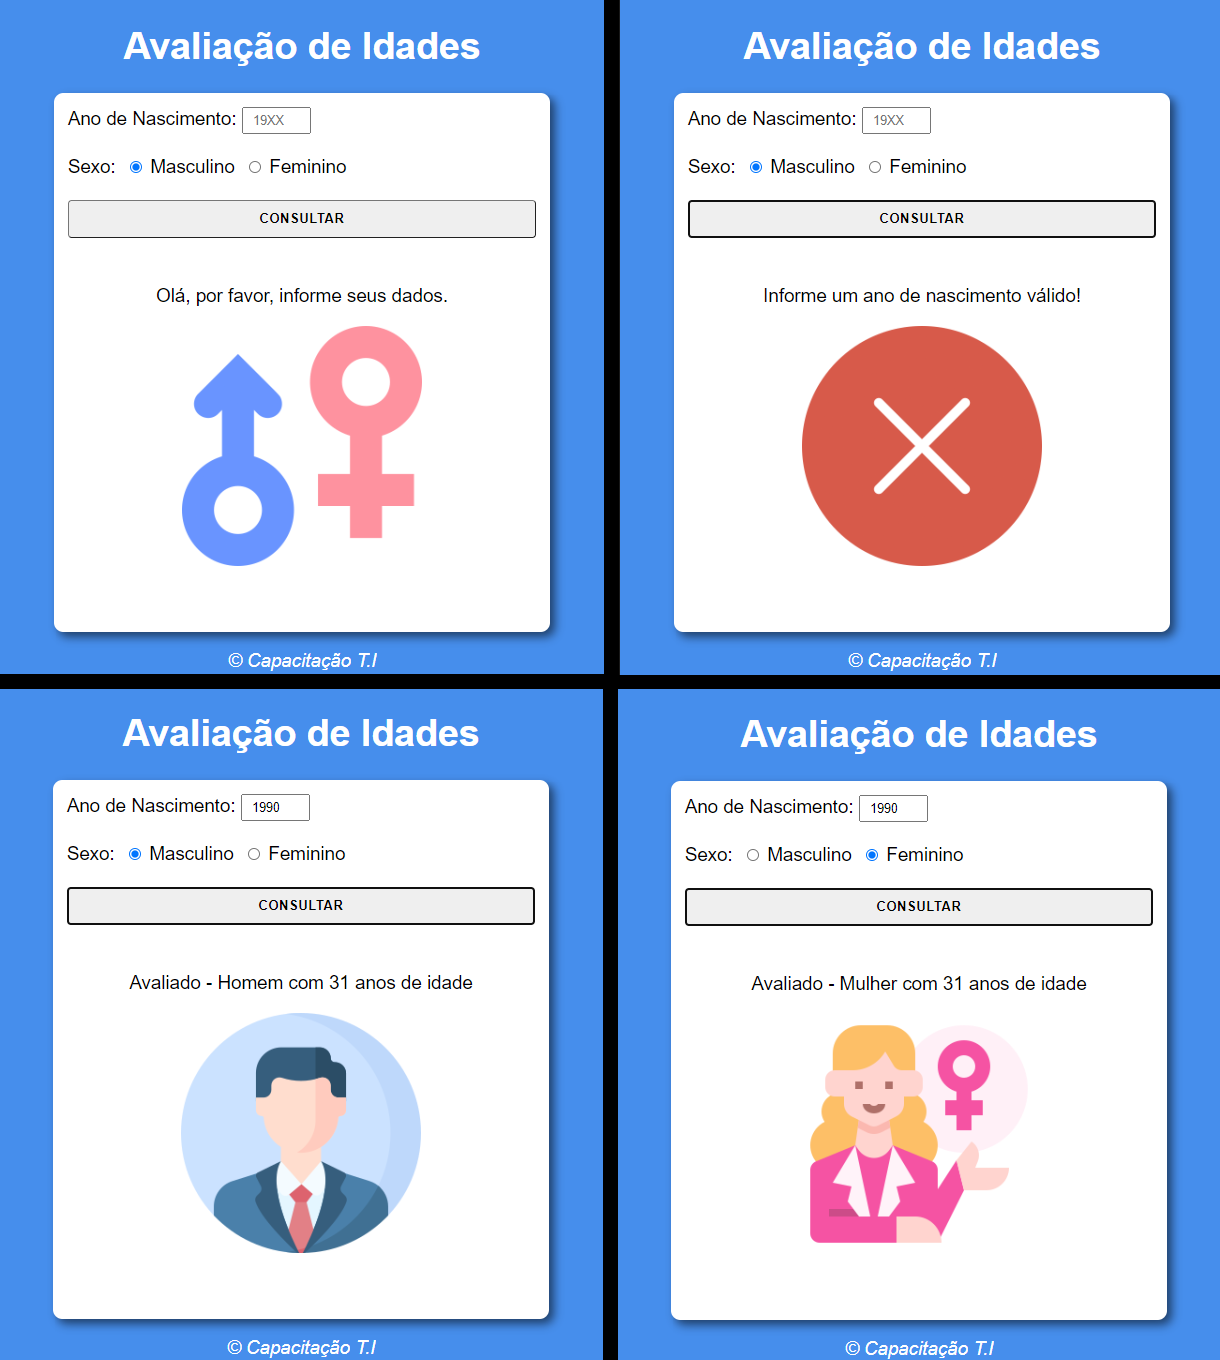 Avaliação de Idades
Ano de Nascimento: 19XX
Sexo: Masculino Feminino
CONSULTAR
Olá, por favor, informe seus dados.
© Capacitação T.I
Avaliação de Idades
Ano de Nascimento: 19XX
Sexo: Masculino Feminino
CONSULTAR
Informe um ano de nascimento válido!
© Capacitação T.I
Avaliação de Idades
Ano de Nascimento: 1990
Sexo: Masculino Feminino
CONSULTAR
Avaliado - Homem com 31 anos de idade
© Capacitação T.I
Avaliação de Idades
Ano de Nascimento: 1990
Sexo: Masculino Feminino
CONSULTAR
Avaliado - Mulher com 31 anos de idade
© Capacitação T.I